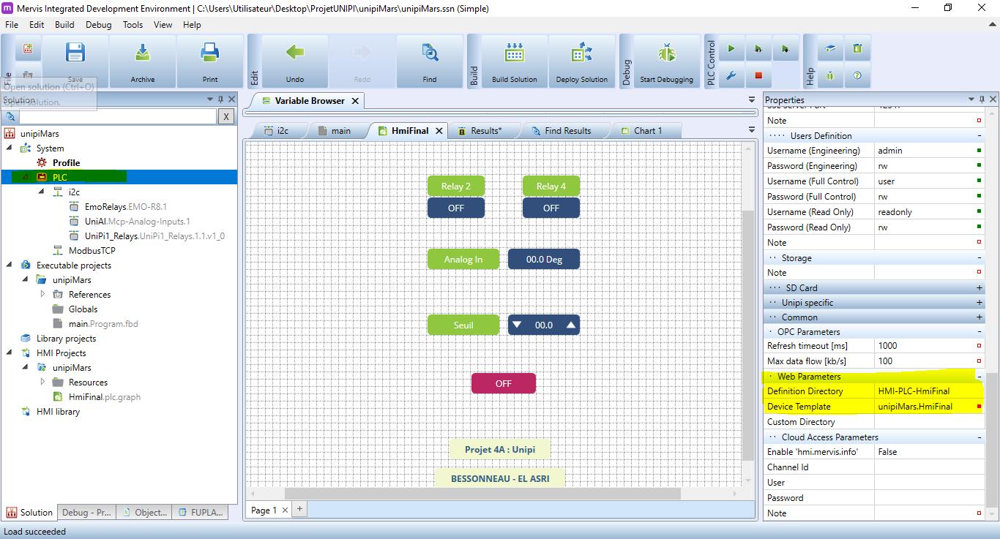 Mervis Integrated Development Environment | C:\Users\Utilisateur\Desktop\ProjetUNIPI\unipiMars\unipiMars.ssn (Simple)
File Edit Build Debug Tools View Help
File
Save
Archive
Print
Edit
Undo
Redo
Find
Build
Build Solution
Deploy Solution
Debug
Start Debugging
PLC Control
Help
Open solution (Ctrl+O)
Open solution.
Solution
X
unipiMars
System
Profile
PLC
i2c
EmoRelays.EMO-R8.1
UniAI.Mcp-Analog-Inputs.1
UniPi1_Relays.UniPi1_Relays.1.1.v1_0
ModbusTCP
Executable projects
unipiMars
References
Globals
main.Program.fbd
Library projects
HMI Projects
unipiMars
Resources
HmiFinal.plc.graph
HMI library
Solution
Debug - Pr...
Object...
FUPLA...
Load succeeded
Variable Browser
i2c
main
HmiFinal
Results*
Find Results
Chart 1
Relay 2 Relay 4
OFF OFF
Analog In 00.0 Deg
Seuil 00.0
OFF
Projet 4A : Unipi
BESSONNEAU - EL ASRI
Page 1
+
Properties
Note
Users Definition -
Username (Engineering) admin
Password (Engineering) rw
Username (Full Control) user
Password (Full Control) rw
Username (Read Only) readonly
Password (Read Only) rw
Note
Storage -
Note
SD Card +
Unipi specific +
Common +
OPC Parameters -
Refresh timeout [ms] 1000
Max data flow [kb/s] 100
Web Parameters -
Definition Directory HMI-PLC-HmiFinal
Device Template unipiMars.HmiFinal
Custom Directory
Cloud Access Parameters -
Enable 'hmi.mervis.info' False
Channel Id
User
Password
Note